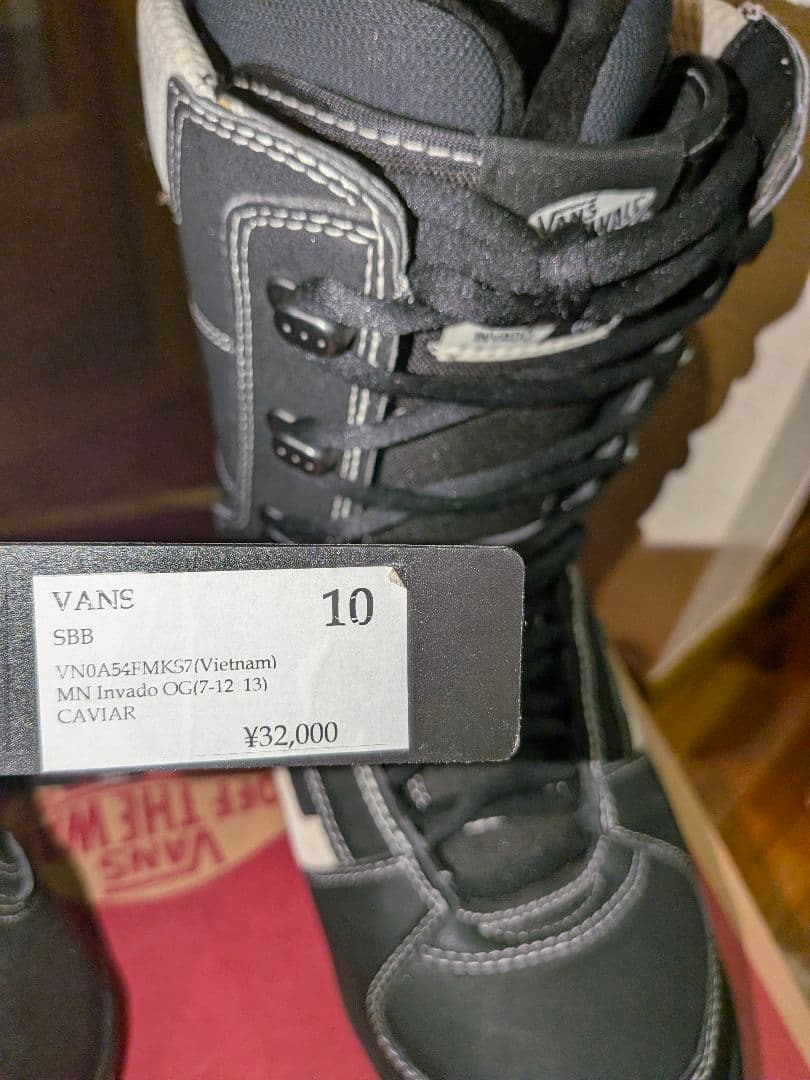 VANS
INVADO
VANS
10
SBB
VN0A54FMKS7(Vietnam)
MN Invado OG(7-12 13)
CAVIAR
¥32,000
VANS
OFF THE WA